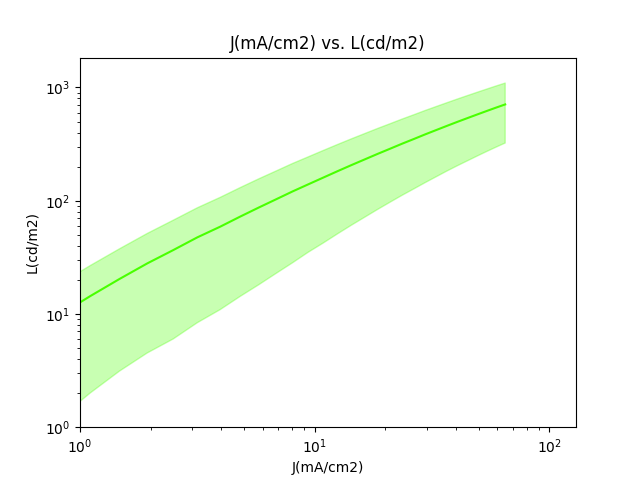 J(mA/cm2) vs. L(cd/m2)
L(cd/m2)
10³
10²
10¹
10⁰
10⁰ 10¹ 10²
J(mA/cm2)